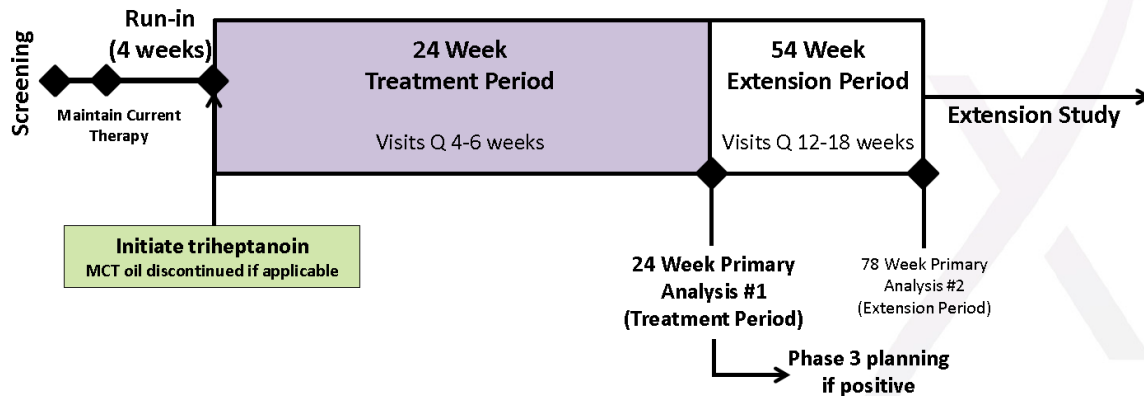 Screening
Run-in
(4 weeks)
Maintain Current
Therapy
24 Week
Treatment Period
Visits Q 4-6 weeks
54 Week
Extension Period
Visits Q 12-18 weeks
Extension Study
Initiate triheptanoin
MCT oil discontinued if applicable
24 Week Primary
Analysis #1
(Treatment Period)
78 Week Primary
Analysis #2
(Extension Period)
Phase 3 planning
if positive